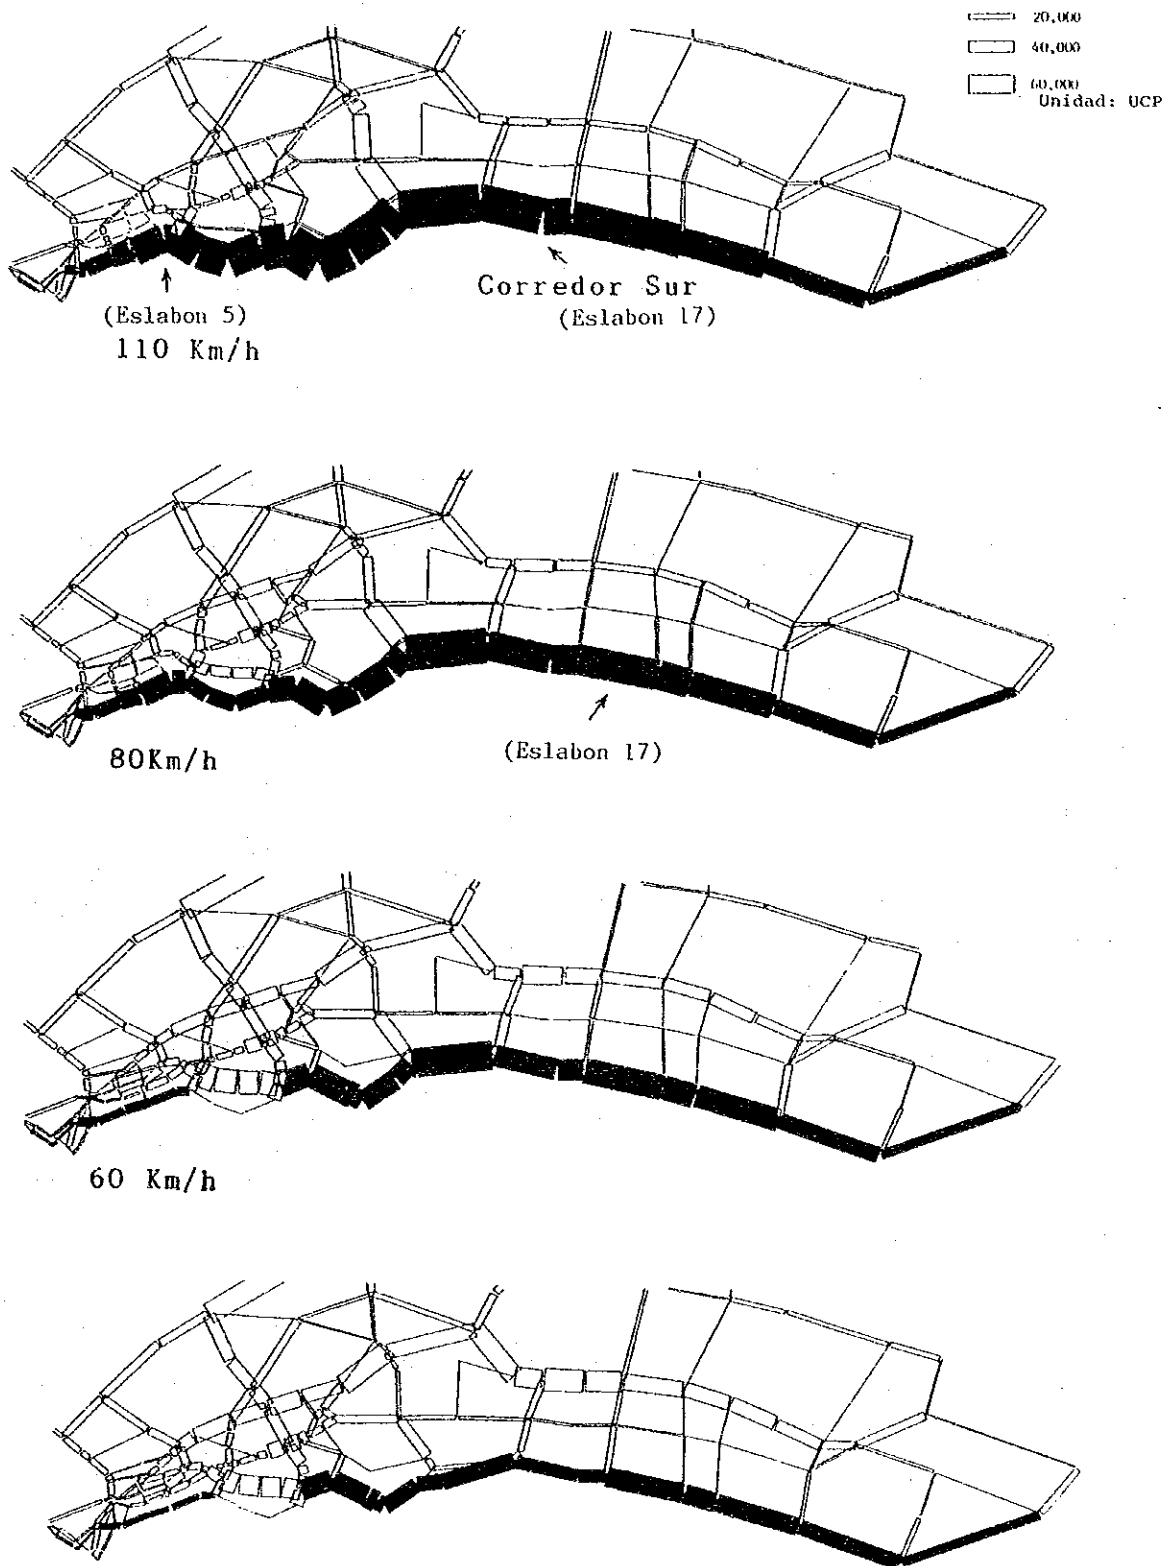 20,000
40,000
60,000
Unidad: UCP
Corredor Sur
(Eslabon 5)
(Eslabon 17)
110 Km/h
(Eslabon 17)
80Km/h
60 Km/h